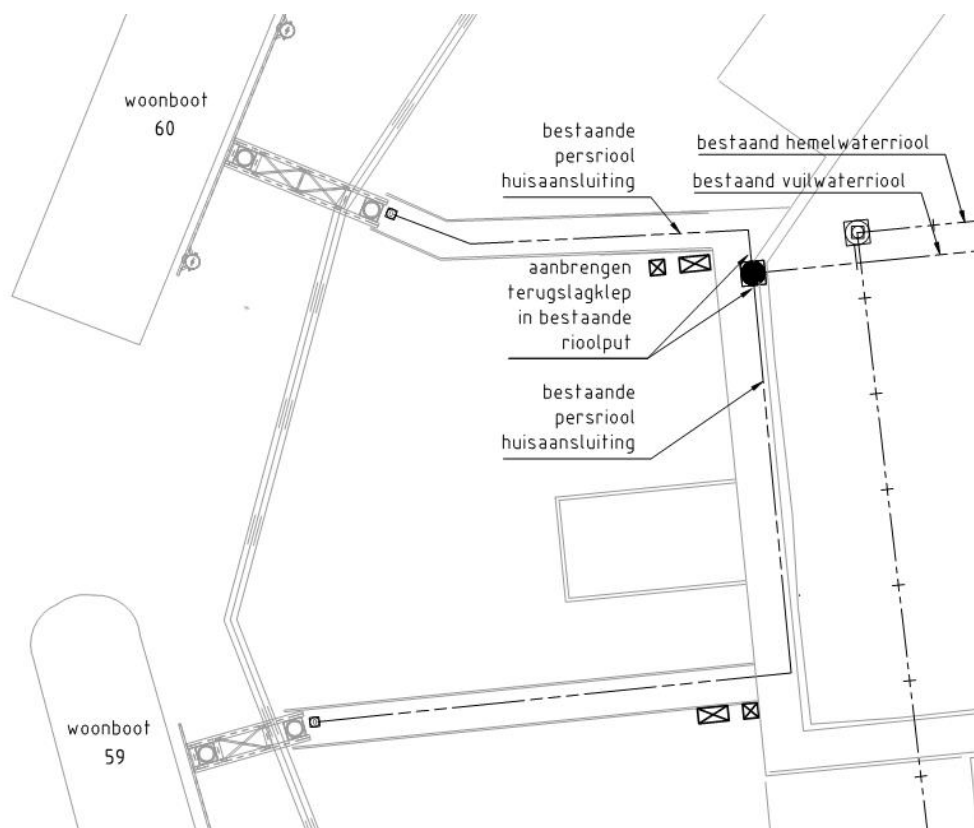 woonboot
60
bestaande
persriool
huisaansluiting
bestaand hemelwaterriool
bestaand vuilwaterriool
aanbrengen
terugslagklep
in bestaande
rioolput
bestaande
persriool
huisaansluiting
woonboot
59